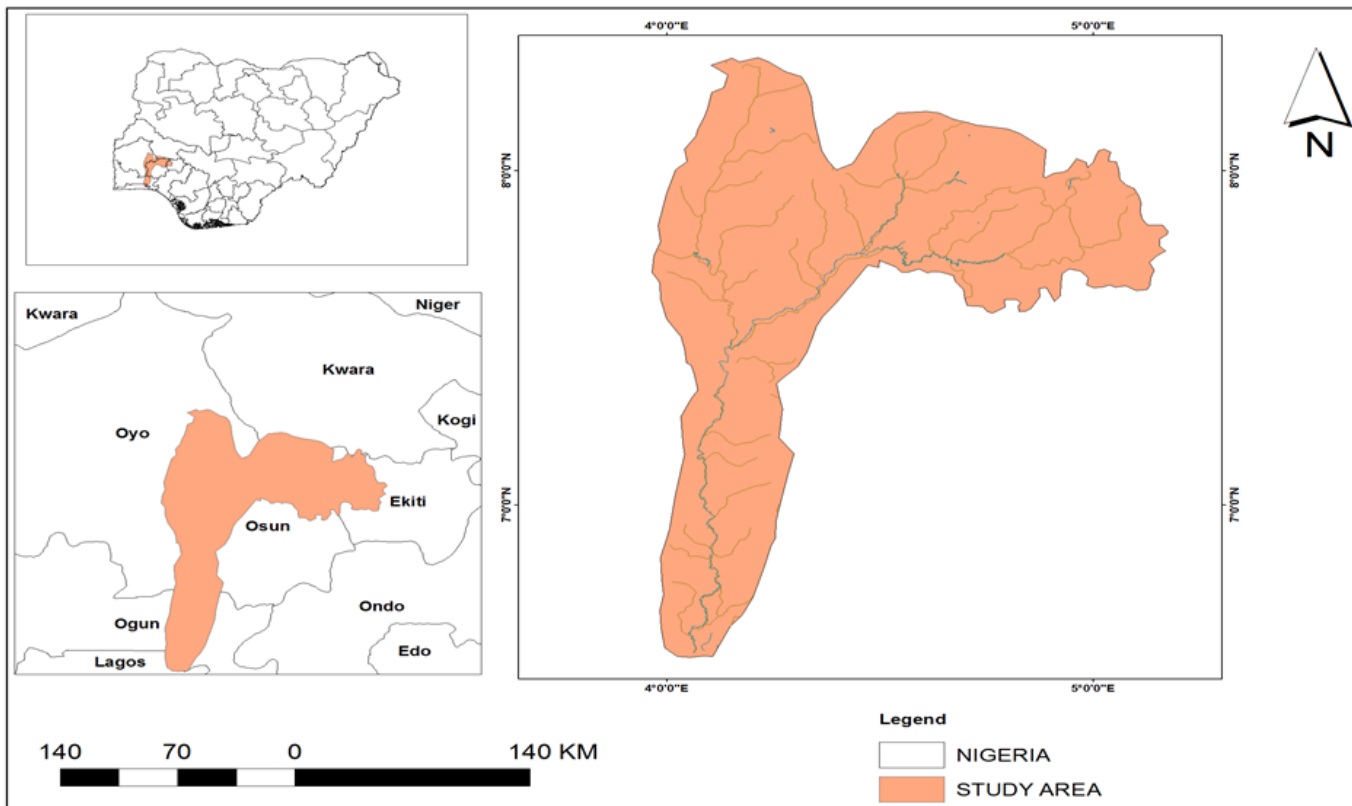 4°0'0"E 5°0'0"E
N
8°0'0"N 8°0'0"N
Kwara Niger
Kwara
Kogi
Oyo
Ekiti
7°0'0"N 7°0'0"N
Osun
Ondo
Ogun
Edo
Lagos
4°0'0"E 5°0'0"E
Legend
140 70 0 140 KM
NIGERIA
STUDY AREA